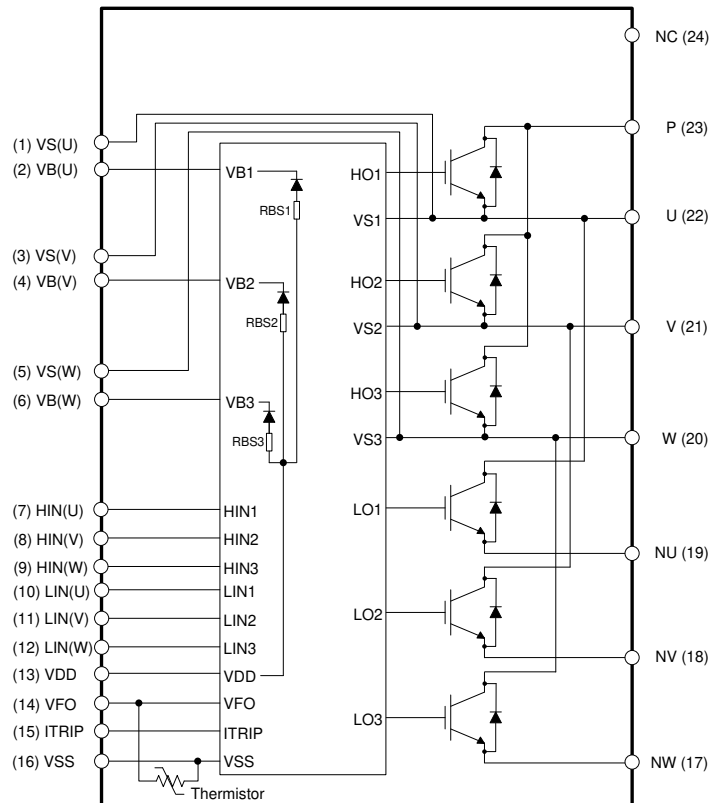 NC (24)
(1) VS(U)
(2) VB(U)
(3) VS(V)
(4) VB(V)
(5) VS(W)
(6) VB(W)
(7) HIN(U)
(8) HIN(V)
(9) HIN(W)
(10) LIN(U)
(11) LIN(V)
(12) LIN(W)
(13) VDD
(14) VFO
(15) ITRIP
(16) VSS
Thermistor
VB1
RBS1
VB2
RBS2
VB3
RBS3
HIN1
HIN2
HIN3
LIN1
LIN2
LIN3
VDD
VFO
ITRIP
VSS
HO1
VS1
HO2
VS2
HO3
VS3
LO1
LO2
LO3
P (23)
U (22)
V (21)
W (20)
NU (19)
NV (18)
NW (17)